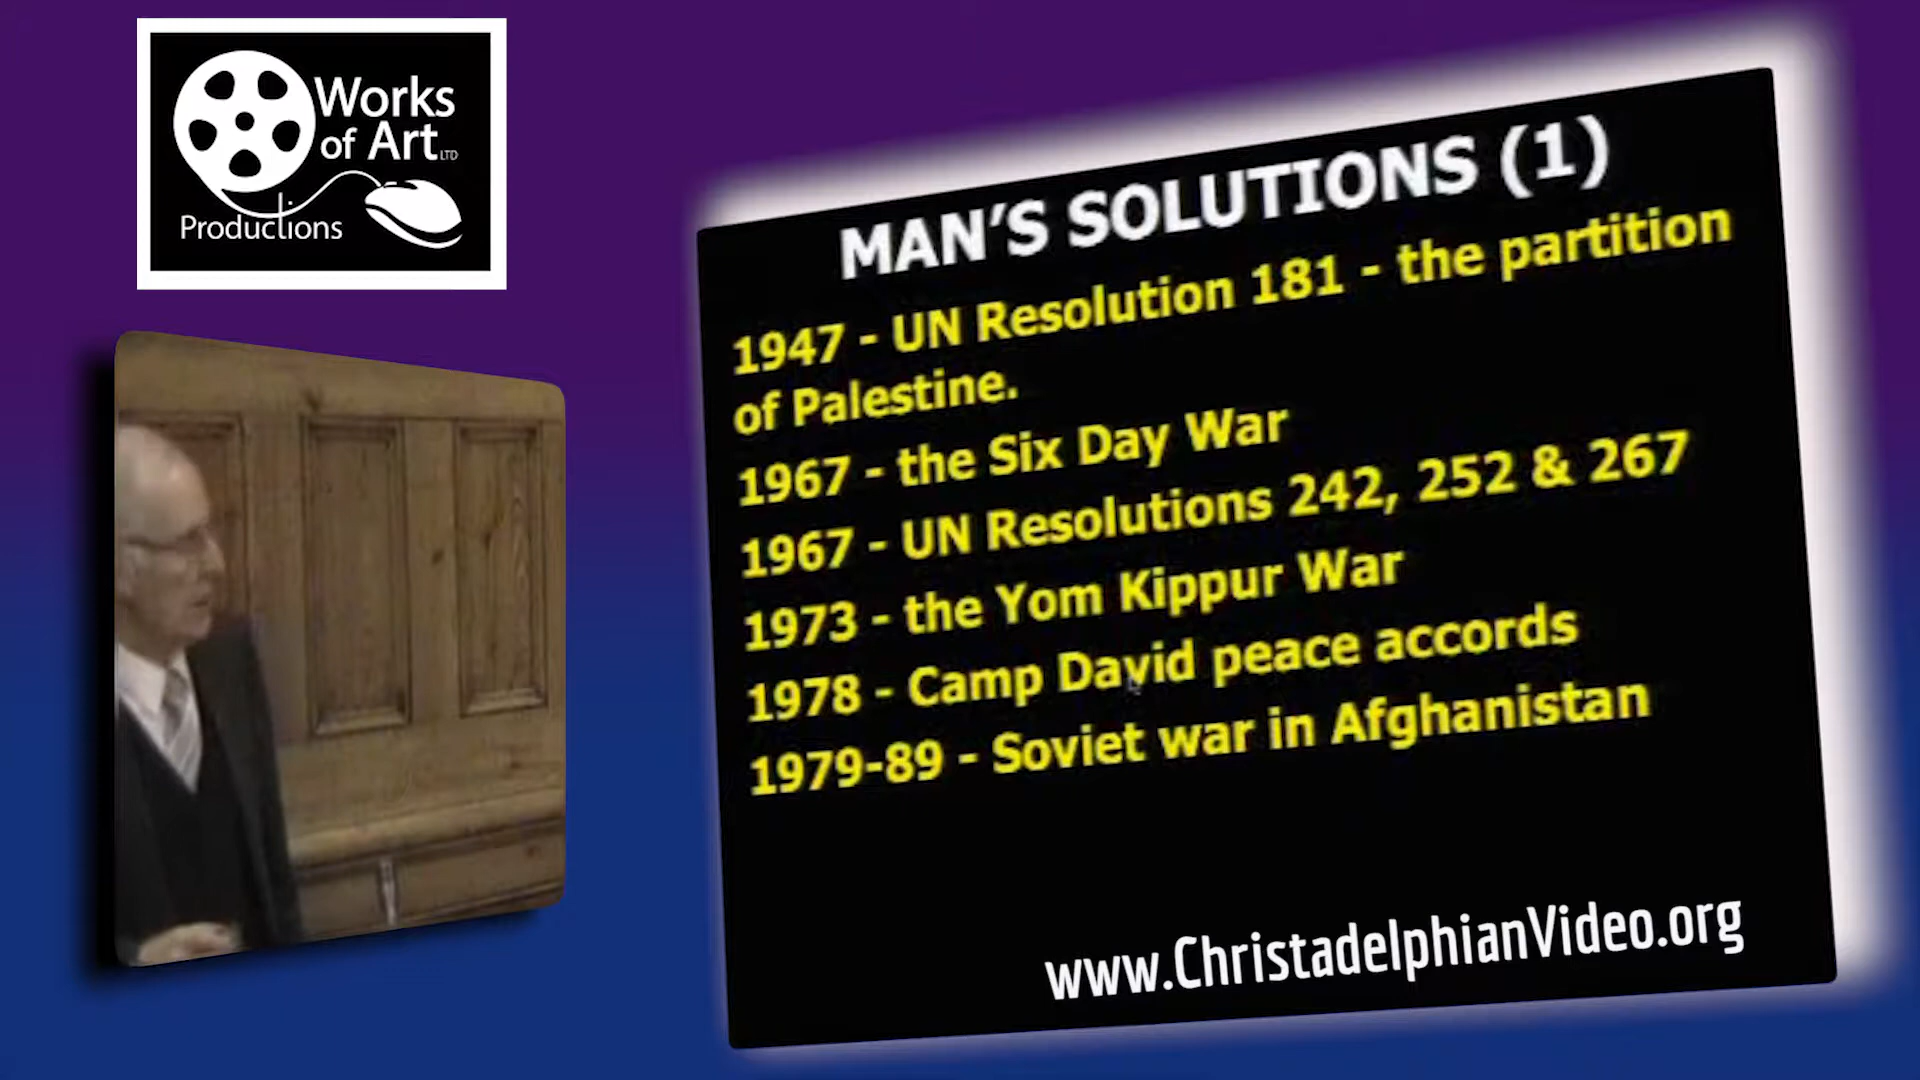 Works
of Art LTD
Productions
MAN'S SOLUTIONS (1)
1947 - UN Resolution 181 - the partition
of Palestine.
1967 - the Six Day War
1967 - UN Resolutions 242, 252 & 267
1973 - the Yom Kippur War
1978 - Camp David peace accords
1979-89 - Soviet war in Afghanistan
www.ChristadelphianVideo.org